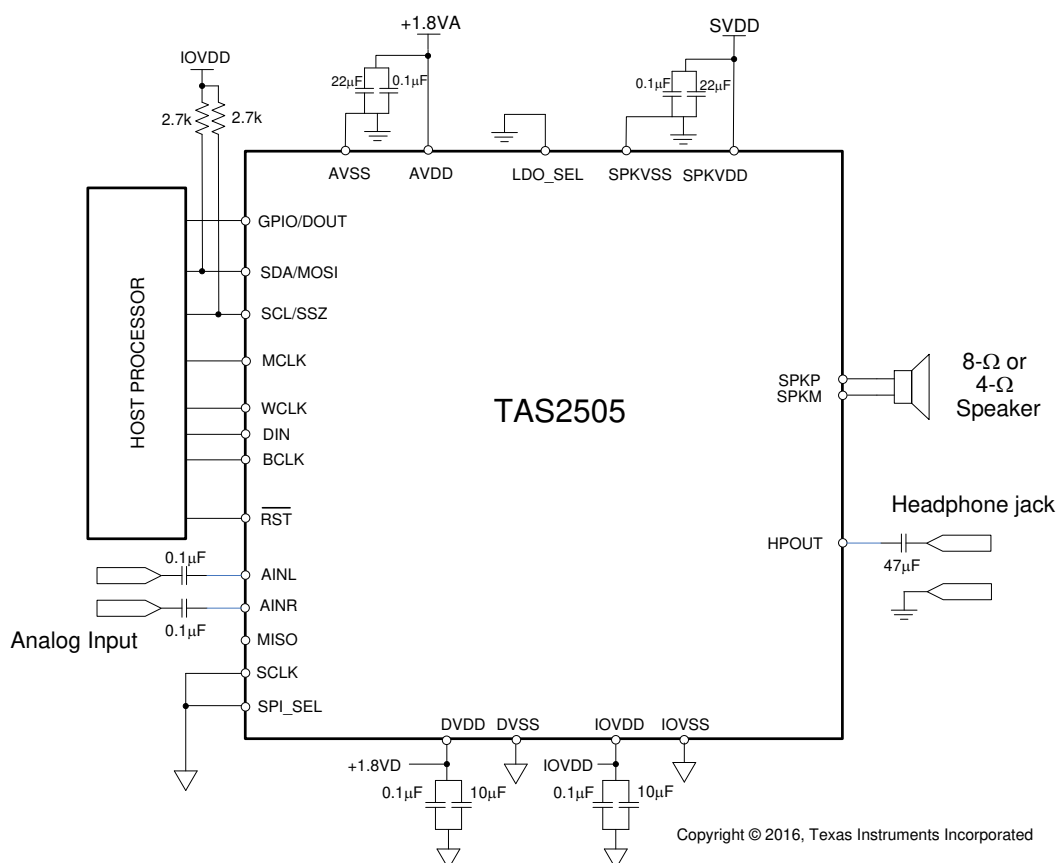 +1.8VA
SVDD
IOVDD
22µF
0.1µF
0.1µF
22µF
2.7k
2.7k
AVSS
AVDD
LDO_SEL
SPKVSS
SPKVDD
HOST PROCESSOR
GPIO/DOUT
SDA/MOSI
SCL/SSZ
MCLK
WCLK
DIN
BCLK
RST
TAS2505
SPKP
SPKM
8-Ω or
4-Ω
Speaker
Headphone jack
HPOUT
47µF
0.1µF
AINL
AINR
0.1µF
Analog Input
MISO
SCLK
SPI_SEL
DVDD
DVSS
IOVDD
IOVSS
+1.8VD
IOVDD
0.1µF
10µF
0.1µF
10µF
Copyright © 2016, Texas Instruments Incorporated